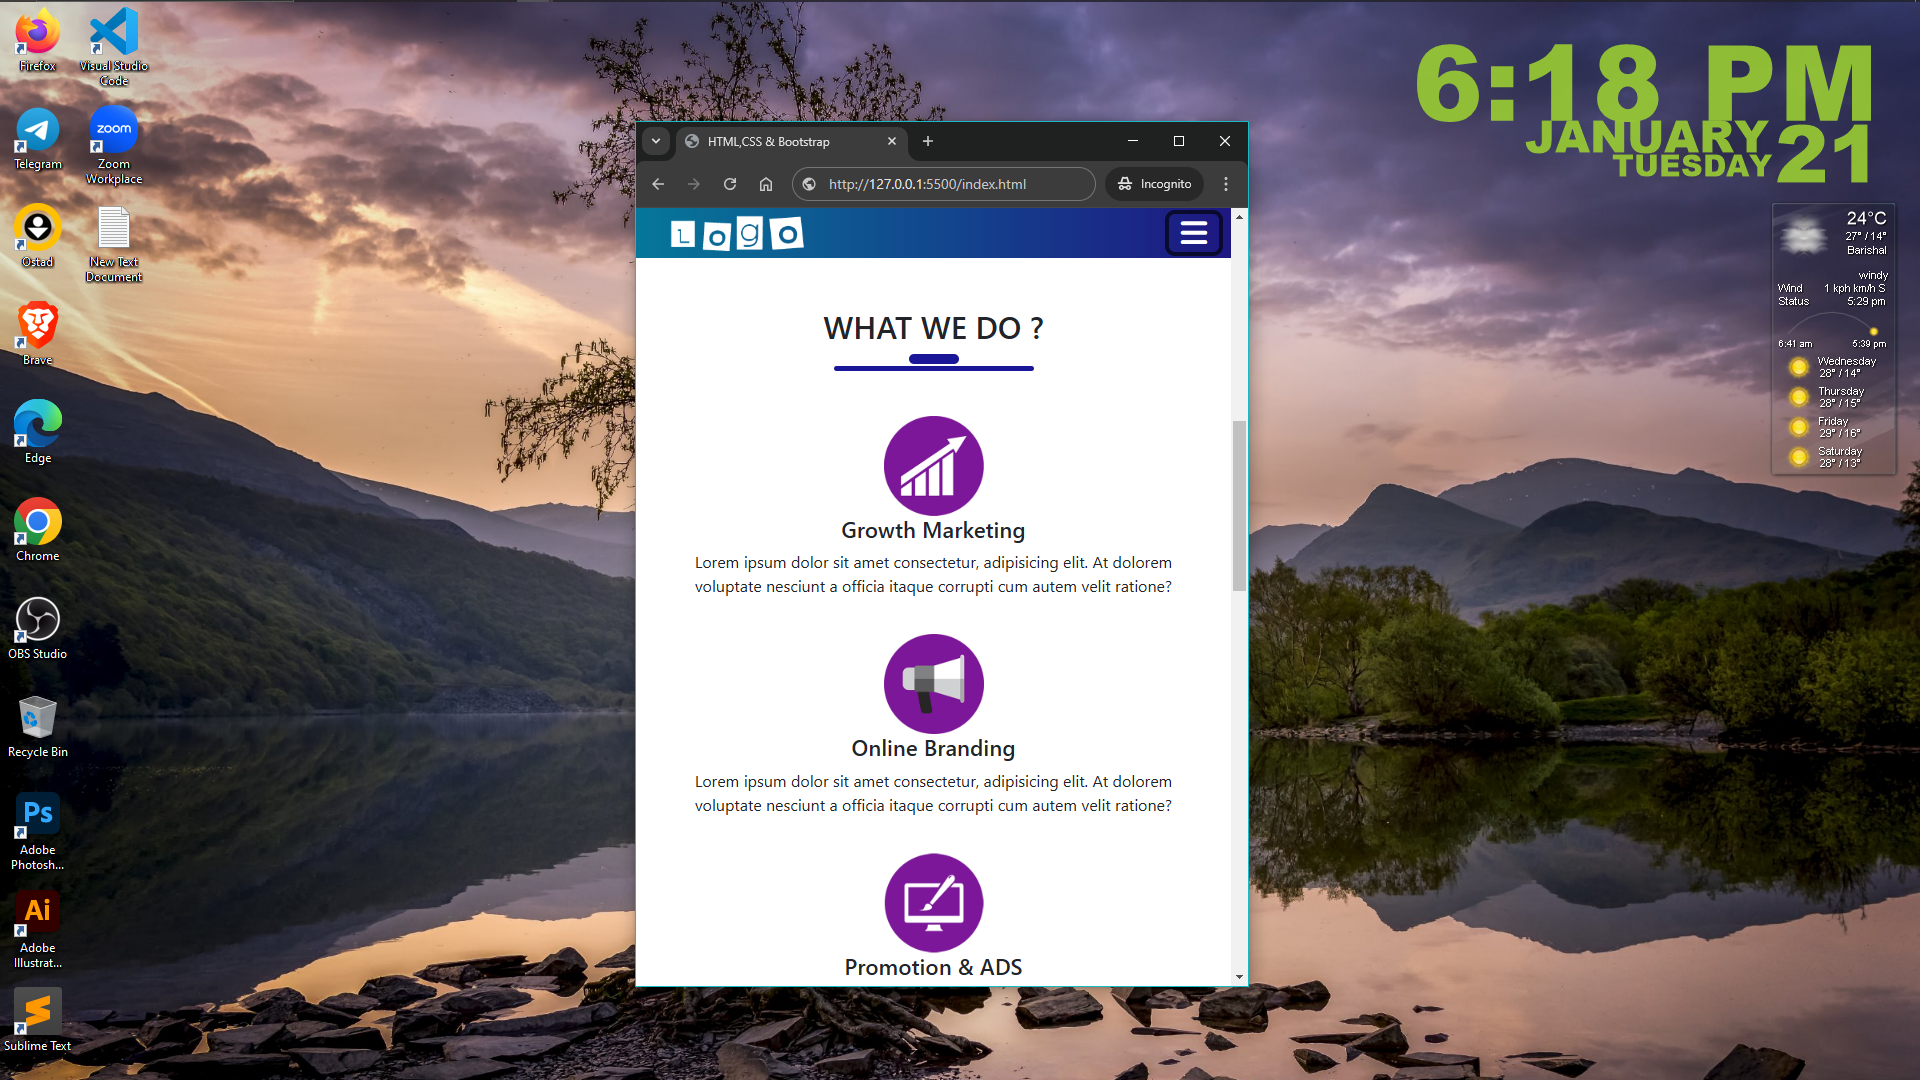 Firefox
Visual Studio
Code
Telegram
zoom
Zoom
Workplace
Ostad
New Text
Document
Brave
Edge
Chrome
OBS Studio
Recycle Bin
Ps
Adobe
Photosh...
Ai
Adobe
Illustrat...
Sublime Text
HTML,CSS & Bootstrap
http://127.0.0.1:5500/index.html
Incognito
LOgO
WHAT WE DO ?
Growth Marketing
Lorem ipsum dolor sit amet consectetur, adipisicing elit. At dolorem
voluptate nesciunt a officia itaque corrupti cum autem velit ratione?
Online Branding
Lorem ipsum dolor sit amet consectetur, adipisicing elit. At dolorem
voluptate nesciunt a officia itaque corrupti cum autem velit ratione?
Promotion & ADS
6:18 PM
JANUARY
TUESDAY 21
24°C
27° / 14°
Barishal
windy
Wind 1 kph km/h S
Status 5:29 pm
6:41 am 5:39 pm
Wednesday
28° / 14°
Thursday
28° / 15°
Friday
29° / 16°
Saturday
28° / 13°